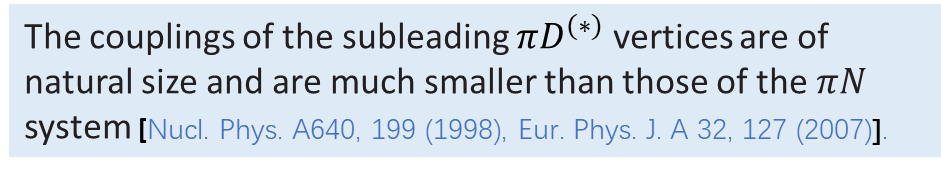 The couplings of the subleading πD^(*) vertices are of
natural size and are much smaller than those of the πN
system [Nucl. Phys. A640, 199 (1998), Eur. Phys. J. A 32, 127 (2007)].